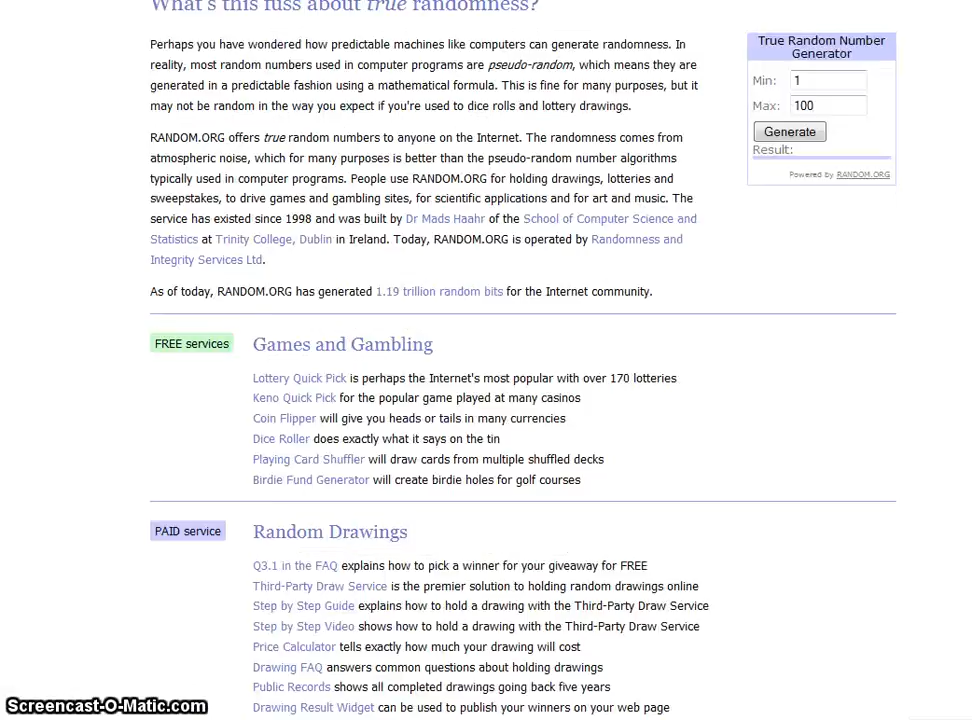 What's this fuss about true randomness?
Perhaps you have wondered how predictable machines like computers can generate randomness. In
reality, most random numbers used in computer programs are pseudo-random, which means they are
generated in a predictable fashion using a mathematical formula. This is fine for many purposes, but it
may not be random in the way you expect if you're used to dice rolls and lottery drawings.
RANDOM.ORG offers true random numbers to anyone on the Internet. The randomness comes from
atmospheric noise, which for many purposes is better than the pseudo-random number algorithms
typically used in computer programs. People use RANDOM.ORG for holding drawings, lotteries and
sweepstakes, to drive games and gambling sites, for scientific applications and for art and music. The
service has existed since 1998 and was built by Dr Mads Haahr of the School of Computer Science and
Statistics at Trinity College, Dublin in Ireland. Today, RANDOM.ORG is operated by Randomness and
Integrity Services Ltd.
As of today, RANDOM.ORG has generated 1.19 trillion random bits for the Internet community.
True Random Number
Generator
Min: 1
Max: 100
Generate
Result:
Powered by RANDOM.ORG
FREE services
Games and Gambling
Lottery Quick Pick is perhaps the Internet's most popular with over 170 lotteries
Keno Quick Pick for the popular game played at many casinos
Coin Flipper will give you heads or tails in many currencies
Dice Roller does exactly what it says on the tin
Playing Card Shuffler will draw cards from multiple shuffled decks
Birdie Fund Generator will create birdie holes for golf courses
PAID service
Random Drawings
Q3.1 in the FAQ explains how to pick a winner for your giveaway for FREE
Third-Party Draw Service is the premier solution to holding random drawings online
Step by Step Guide explains how to hold a drawing with the Third-Party Draw Service
Step by Step Video shows how to hold a drawing with the Third-Party Draw Service
Price Calculator tells exactly how much your drawing will cost
Drawing FAQ answers common questions about holding drawings
Public Records shows all completed drawings going back five years
Drawing Result Widget can be used to publish your winners on your web page
Screencast-O-Matic.com